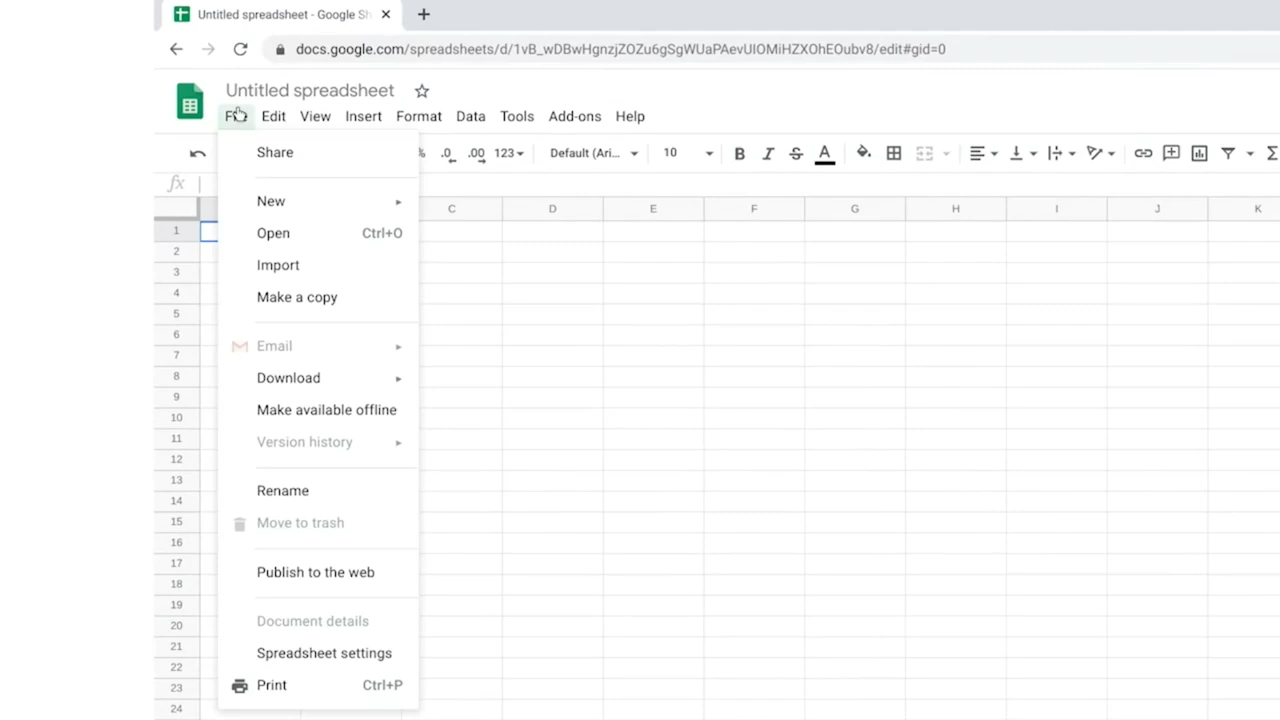 Untitled spreadsheet - Google Sh
docs.google.com/spreadsheets/d/1vB_wDBwHgnzjZOZu6gSgWUaPAevUIOMiHZXOhEOubv8/edit#gid=0
Untitled spreadsheet
Edit View Insert Format Data Tools Add-ons Help
% .0 .00 123 Default (Ari... 10 B I S A Σ
fx
C D E F G H I J K
Share
New
Open Ctrl+O
Import
Make a copy
Email
Download
Make available offline
Version history
Rename
Move to trash
Publish to the web
Document details
Spreadsheet settings
Print Ctrl+P
1
2
3
4
5
6
7
8
9
10
11
12
13
14
15
16
17
18
19
20
21
22
23
24